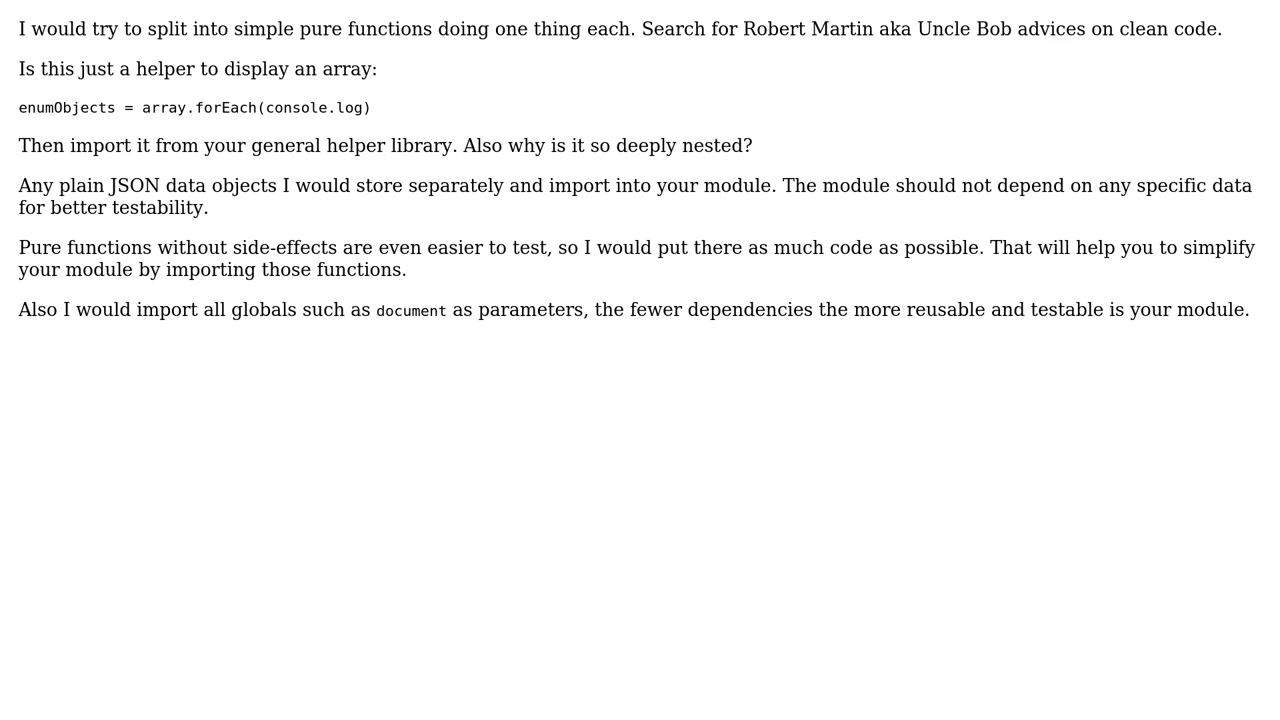 I would try to split into simple pure functions doing one thing each. Search for Robert Martin aka Uncle Bob advices on clean code.
Is this just a helper to display an array:
enumObjects = array.forEach(console.log)
Then import it from your general helper library. Also why is it so deeply nested?
Any plain JSON data objects I would store separately and import into your module. The module should not depend on any specific data
for better testability.
Pure functions without side-effects are even easier to test, so I would put there as much code as possible. That will help you to simplify
your module by importing those functions.
Also I would import all globals such as document as parameters, the fewer dependencies the more reusable and testable is your module.